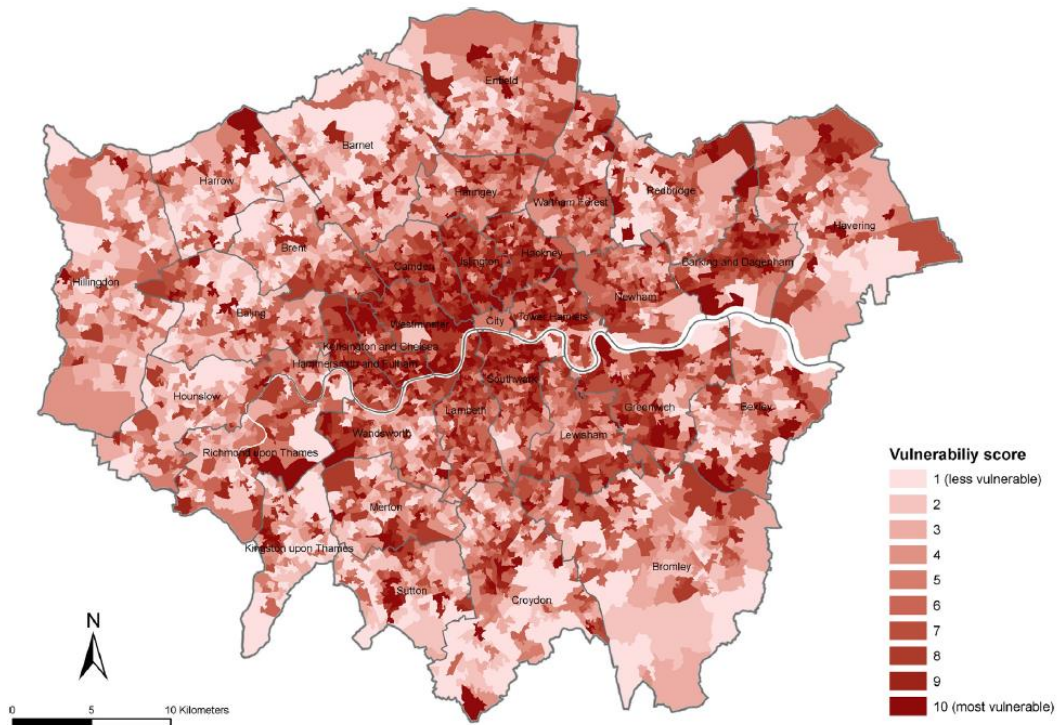 Enfield
Barnet
Harrow
Haringey
Redbridge
Waltham Forest
Havering
Brent
Hackney
Islington
Camden
Barking and Dagenham
Hillingdon
Newham
Ealing
City
Tower Hamlets
Westminster
Kensington and Chelsea
Hammersmith and Fulham
Southwark
Hounslow
Greenwich
Bexley
Lambeth
Wandsworth
Lewisham
Richmond upon Thames
Merton
Kingston upon Thames
Bromley
Sutton
Croydon
Vulnerabiliy score
1 (less vulnerable)
2
3
4
5
6
7
8
9
10 (most vulnerable)
N
0 5 10 Kilometers